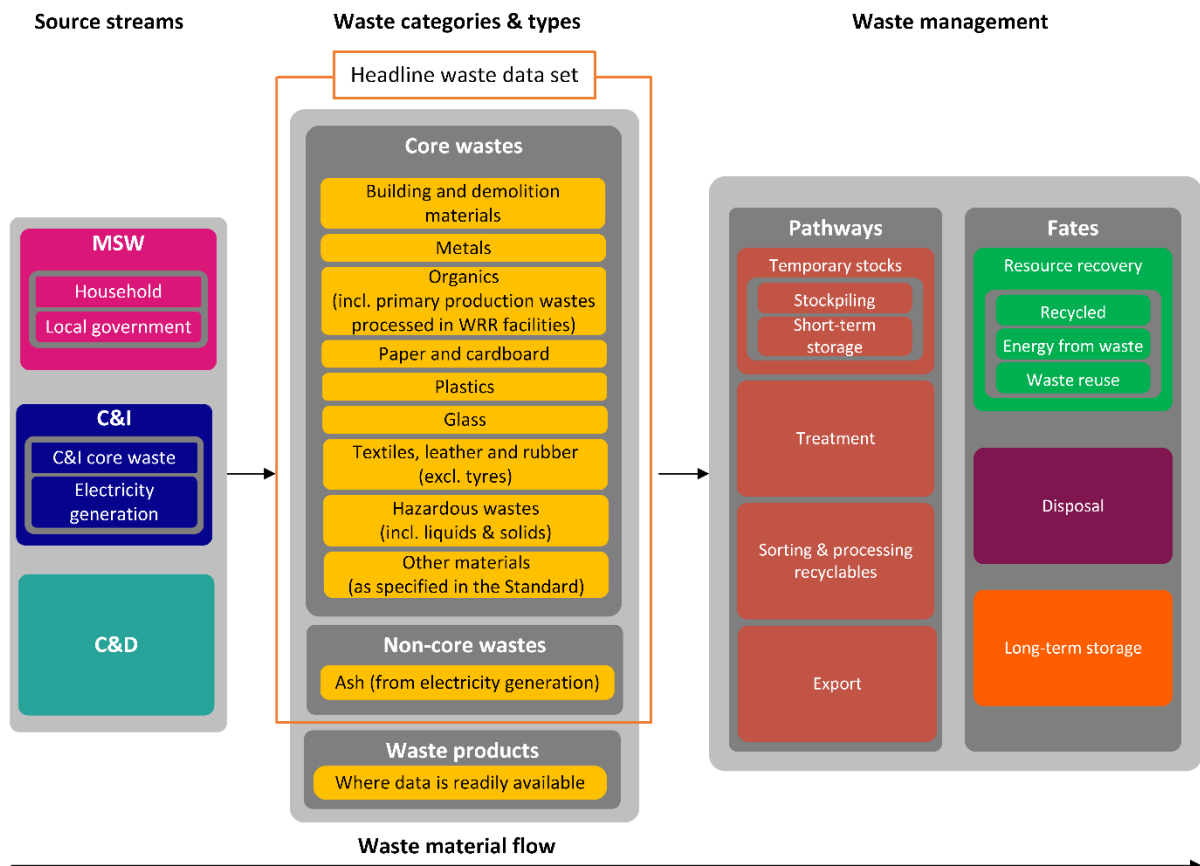 Source streams
Waste categories & types
Waste management
Headline waste data set
MSW
Household
Local government
C&I
C&I core waste
Electricity
generation
C&D
Core wastes
Building and demolition
materials
Metals
Organics
(incl. primary production wastes
processed in WRR facilities)
Paper and cardboard
Plastics
Glass
Textiles, leather and rubber
(excl. tyres)
Hazardous wastes
(incl. liquids & solids)
Other materials
(as specified in the Standard)
Non-core wastes
Ash (from electricity generation)
Waste products
Where data is readily available
Pathways
Temporary stocks
Stockpiling
Short-term
storage
Treatment
Sorting & processing
recyclables
Export
Fates
Resource recovery
Recycled
Energy from waste
Waste reuse
Disposal
Long-term storage
Waste material flow